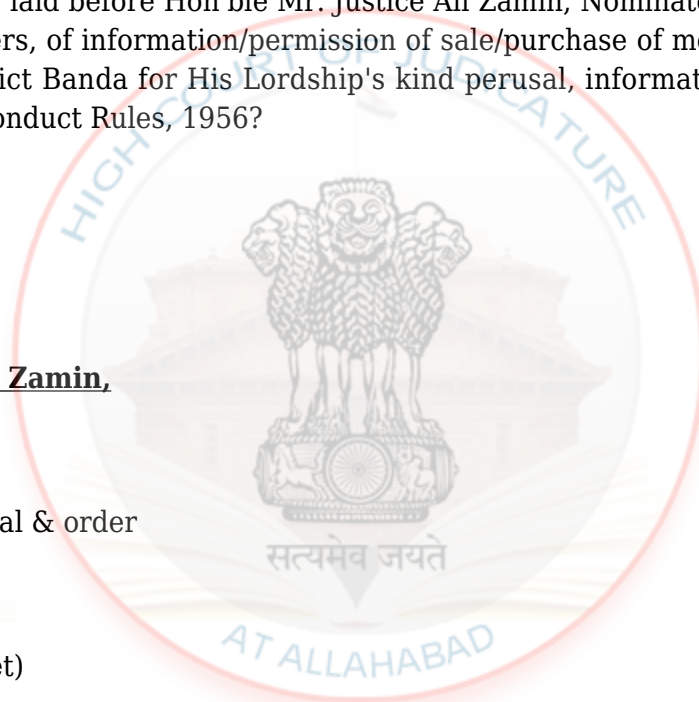 laid before Hon'ble Mr. Justice Ali Zamin, Nominat
ers, of information/permission of sale/purchase of m
ict Banda for His Lordship's kind perusal, informat
onduct Rules, 1956?
HIGH COURT OF JUDICATURE
Zamin,
al & order
सत्यमेव जयते
AT ALLAHABAD
et)